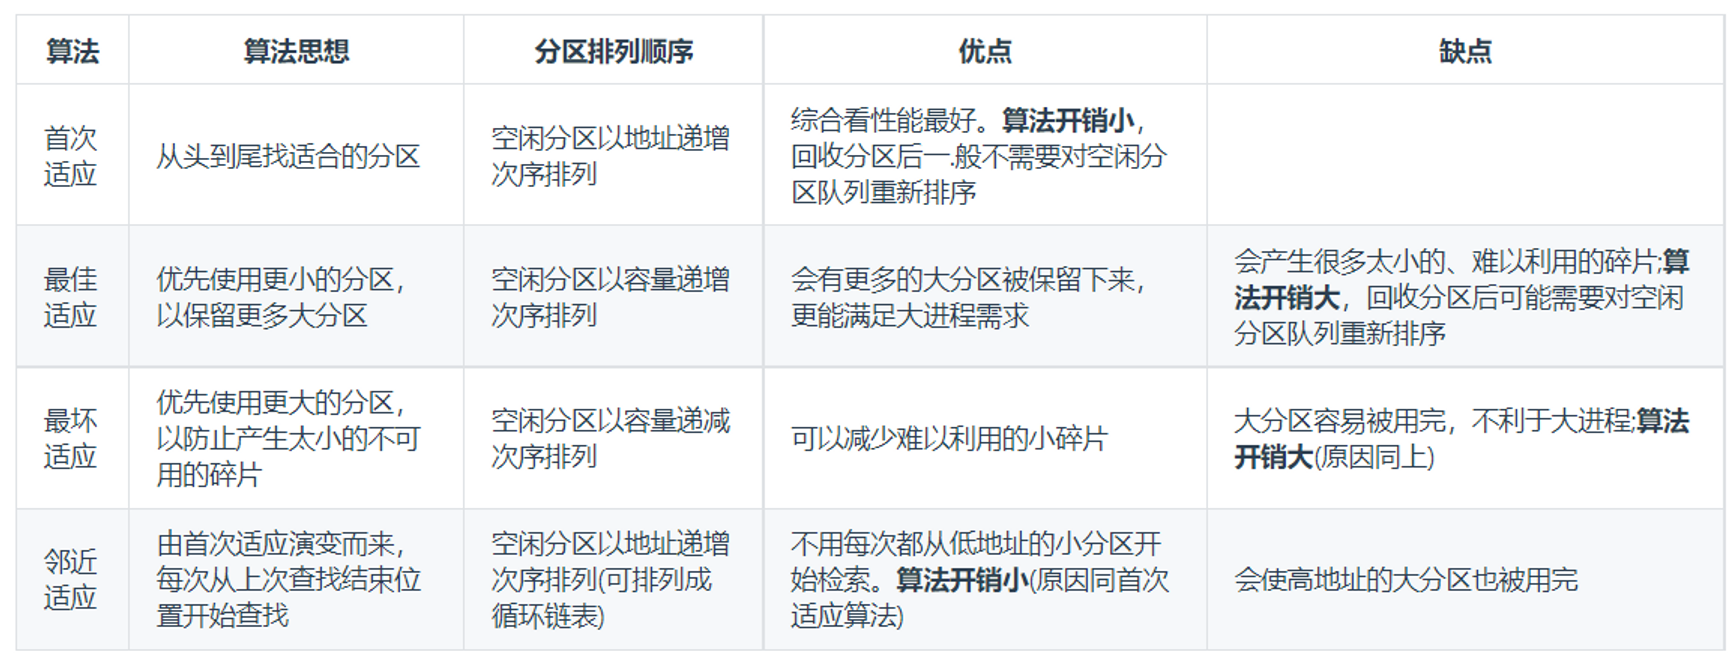 算法 算法思想 分区排列顺序 优点 缺点
首次
适应
从头到尾找适合的分区
空闲分区以地址递增
次序排列
综合看性能最好。算法开销小，
回收分区后一.般不需要对空闲分
区队列重新排序
最佳
适应
优先使用更小的分区，
以保留更多大分区
空闲分区以容量递增
次序排列
会有更多的大分区被保留下来，
更能满足大进程需求
会产生很多太小的、难以利用的碎片;算
法开销大，回收分区后可能需要对空闲
分区队列重新排序
最坏
适应
优先使用更大的分区，
以防止产生太小的不可
用的碎片
空闲分区以容量递减
次序排列
可以减少难以利用的小碎片
大分区容易被用完，不利于大进程;算法
开销大(原因同上)
邻近
适应
由首次适应演变而来，
每次从上次查找结束位
置开始查找
空闲分区以地址递增
次序排列(可排列成
循环链表)
不用每次都从低地址的小分区开
始检索。算法开销小(原因同首次
适应算法)
会使高地址的大分区也被用完